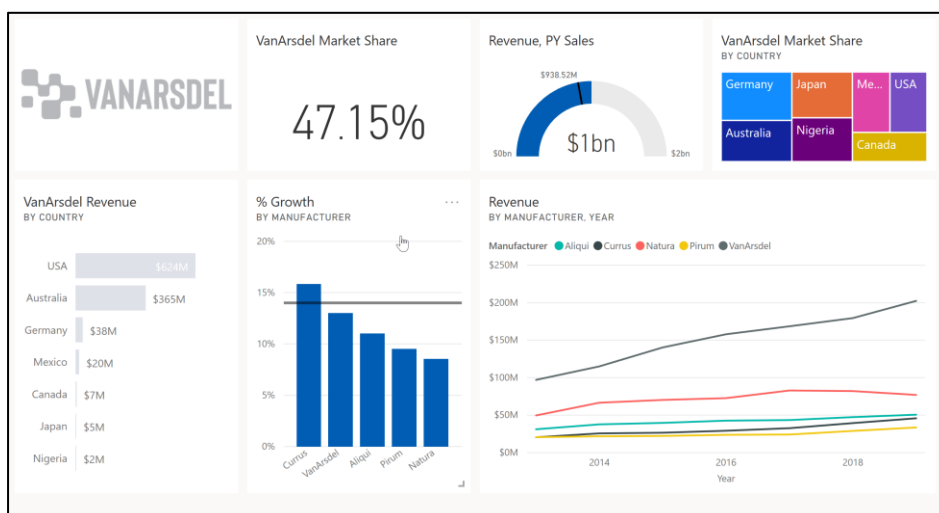 VANARSDEL
VanArsdel Market Share
47.15%
Revenue, PY Sales
$938.52M
$0bn
$1bn
$2bn
VanArsdel Market Share
BY COUNTRY
Germany
Japan
Me...
USA
Australia
Nigeria
Canada
VanArsdel Revenue
BY COUNTRY
USA $624M
Australia $365M
Germany $38M
Mexico $20M
Canada $7M
Japan $5M
Nigeria $2M
% Growth
BY MANUFACTURER
...
20%
15%
10%
5%
0%
Currus
VanArsdel
Aliqui
Pirum
Natura
Revenue
BY MANUFACTURER, YEAR
Manufacturer Aliqui Currus Natura Pirum VanArsdel
$250M
$200M
$150M
$100M
$50M
$0M
2014 2016 2018
Year